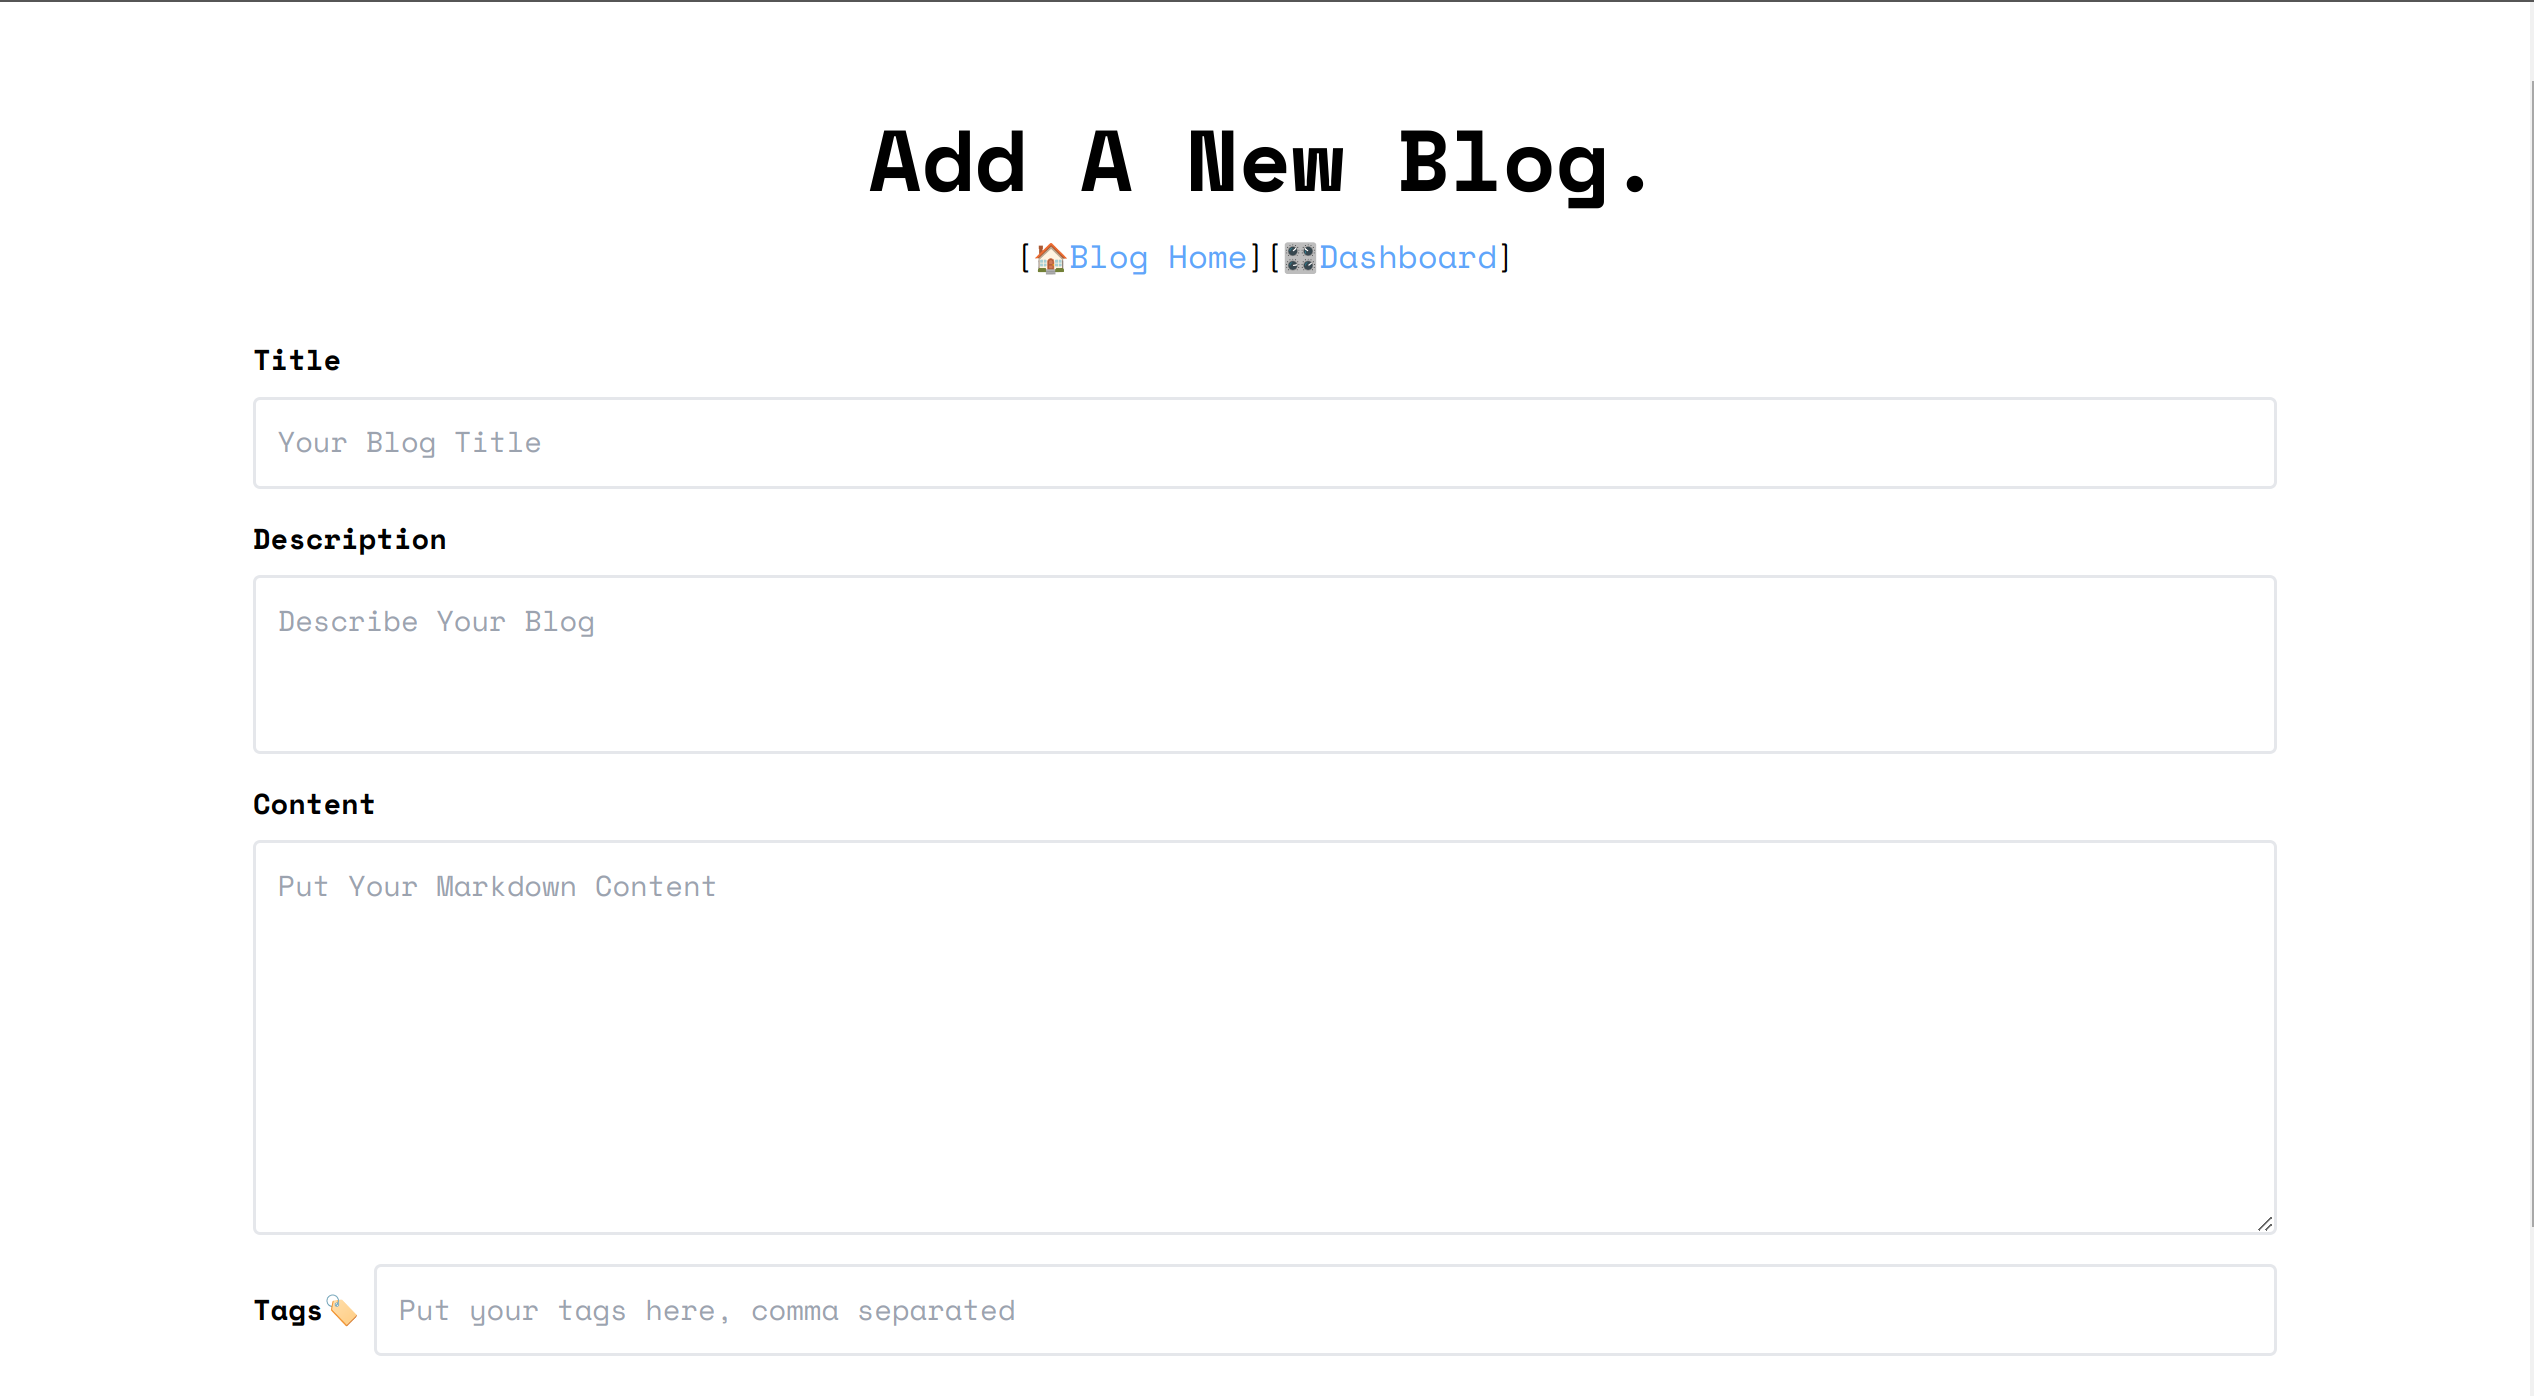 Add A New Blog.
[🏠Blog Home][🎛️Dashboard]
Title
Your Blog Title
Description
Describe Your Blog
Content
Put Your Markdown Content
Tags🏷️ Put your tags here, comma separated